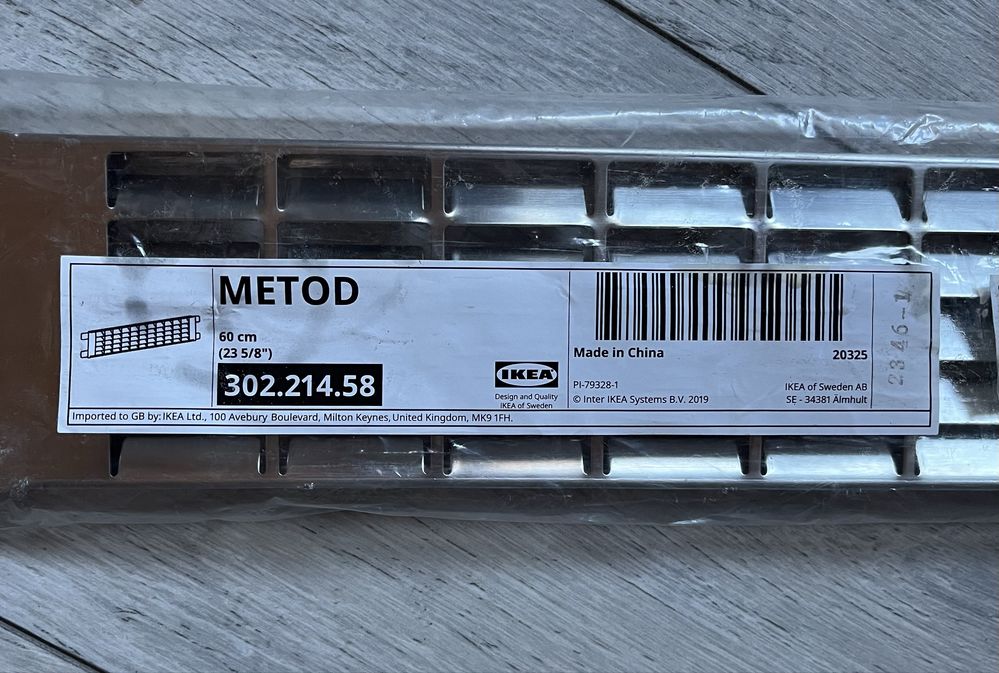 METOD
60 cm
(23 5/8")
302.214.58
IKEA
Design and Quality
IKEA of Sweden
Made in China
20325
PI-79328-1
© Inter IKEA Systems B.V. 2019
IKEA of Sweden AB
SE - 34381 Älmhult
2346-1
Imported to GB by: IKEA Ltd., 100 Avebury Boulevard, Milton Keynes, United Kingdom, MK9 1FH.